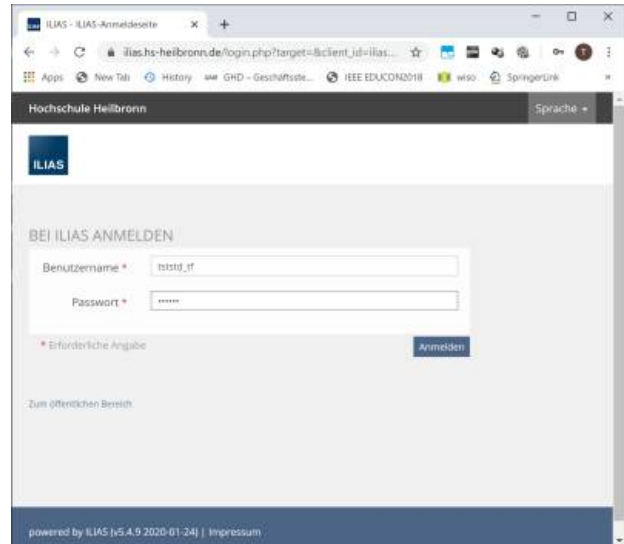 ILIAS - ILIAS-Anmeldeseite
ilias.hs-heilbronn.de/login.php?target=&client_id=ilias...
Apps New Tab History GHD - Geschäftsste... IEEE EDUCON2018 wiso SpringerLink »
Hochschule Heilbronn Sprache
ILIAS
BEI ILIAS ANMELDEN
Benutzername *
Passwort * ••••••
* Erforderliche Angabe Anmelden
Zum öffentlichen Bereich
powered by ILIAS (v5.4.9 2020-01-24) | Impressum